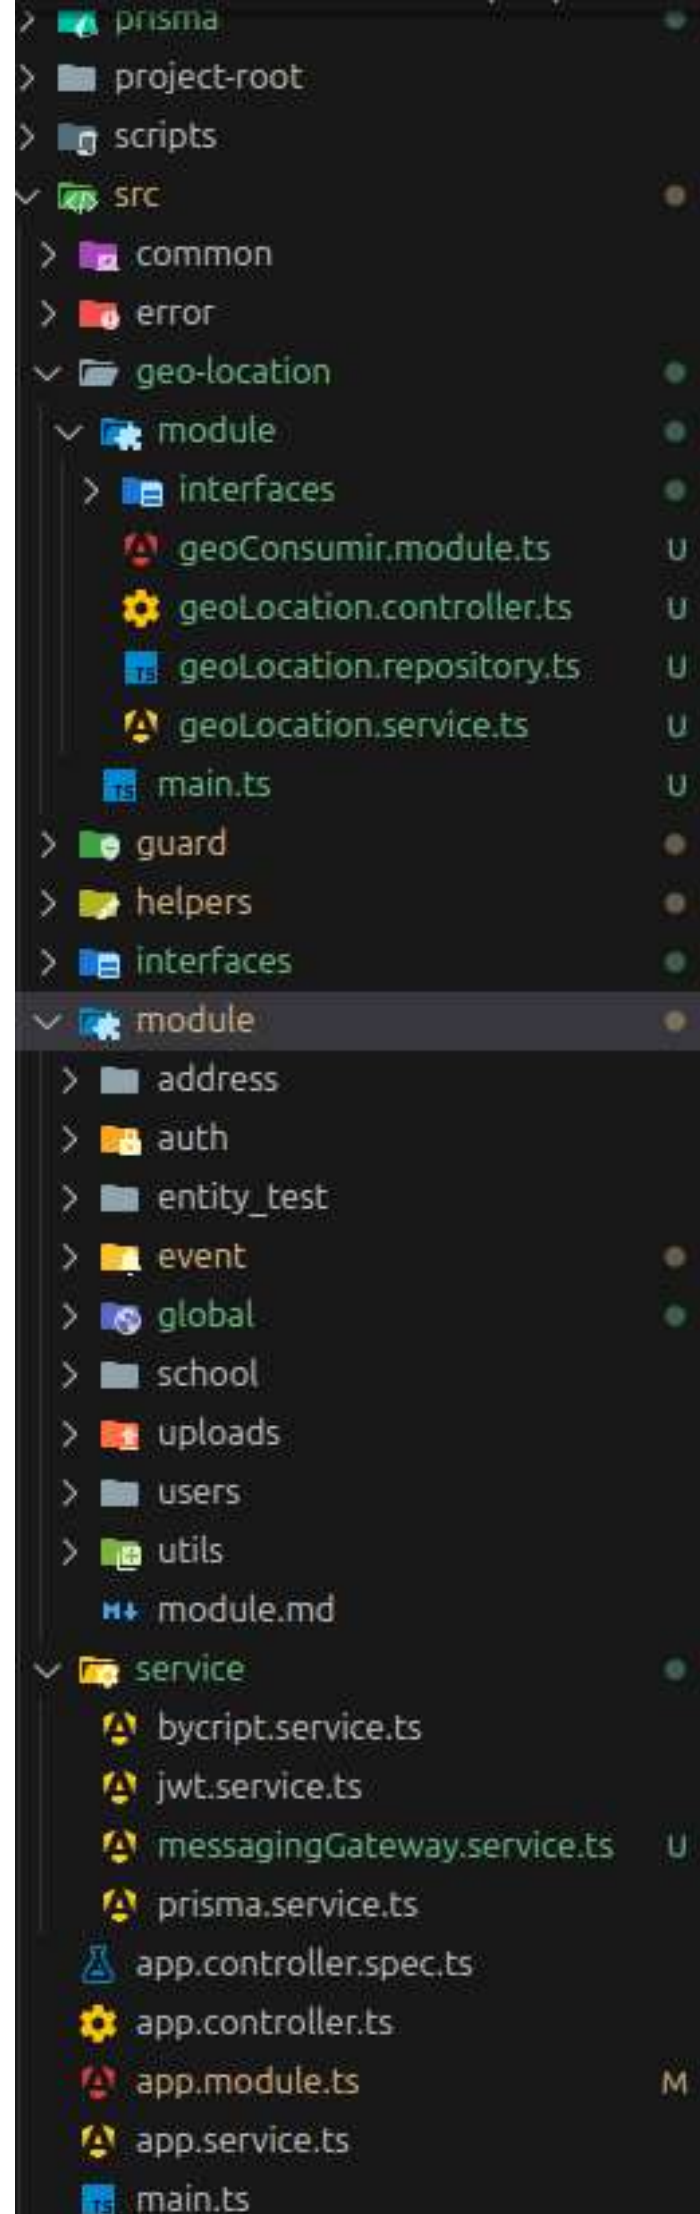 prisma
project-root
scripts
src
common
error
geo-location
module
interfaces
geoConsumir.module.ts U
geoLocation.controller.ts U
geoLocation.repository.ts U
geoLocation.service.ts U
main.ts U
guard
helpers
interfaces
module
address
auth
entity_test
event
global
school
uploads
users
utils
module.md
service
bycript.service.ts
jwt.service.ts
messagingGateway.service.ts U
prisma.service.ts
app.controller.spec.ts
app.controller.ts
app.module.ts M
app.service.ts
main.ts